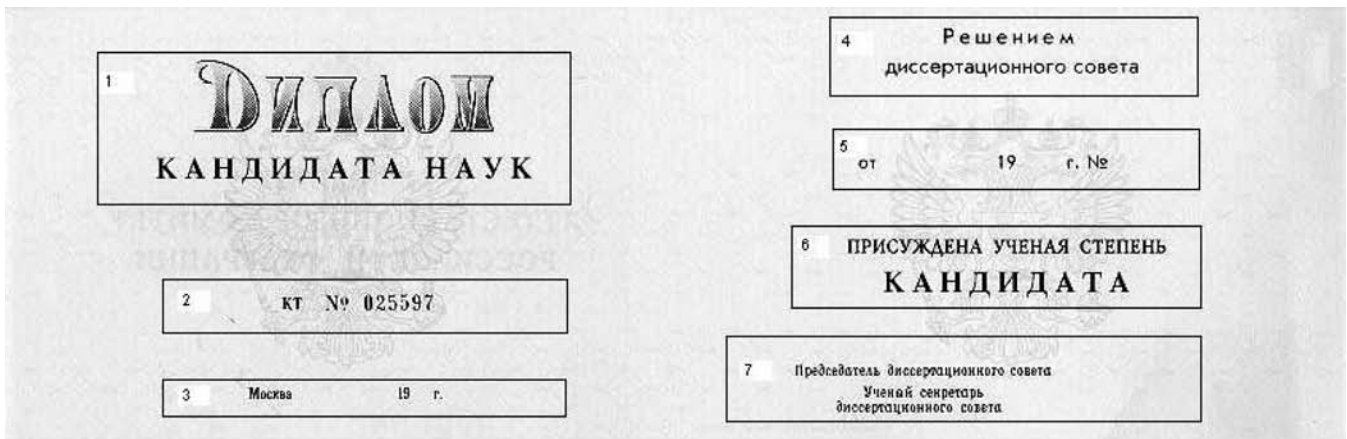 1
Диплом
КАНДИДАТА НАУК
2 кт № 025597
3 Москва 19 г.
4 Решением
диссертационного совета
5 от 19 г. №
6 ПРИСУЖДЕНА УЧЕНАЯ СТЕПЕНЬ
КАНДИДАТА
7 Председатель диссертационного совета
Ученый секретарь
диссертационного совета